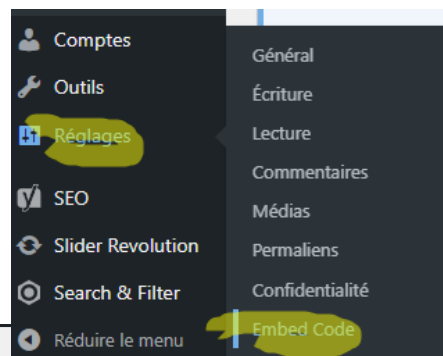 Comptes
Outils
Réglages
SEO
Slider Revolution
Search & Filter
Réduire le menu
Général
Écriture
Lecture
Commentaires
Médias
Permaliens
Confidentialité
Embed Code